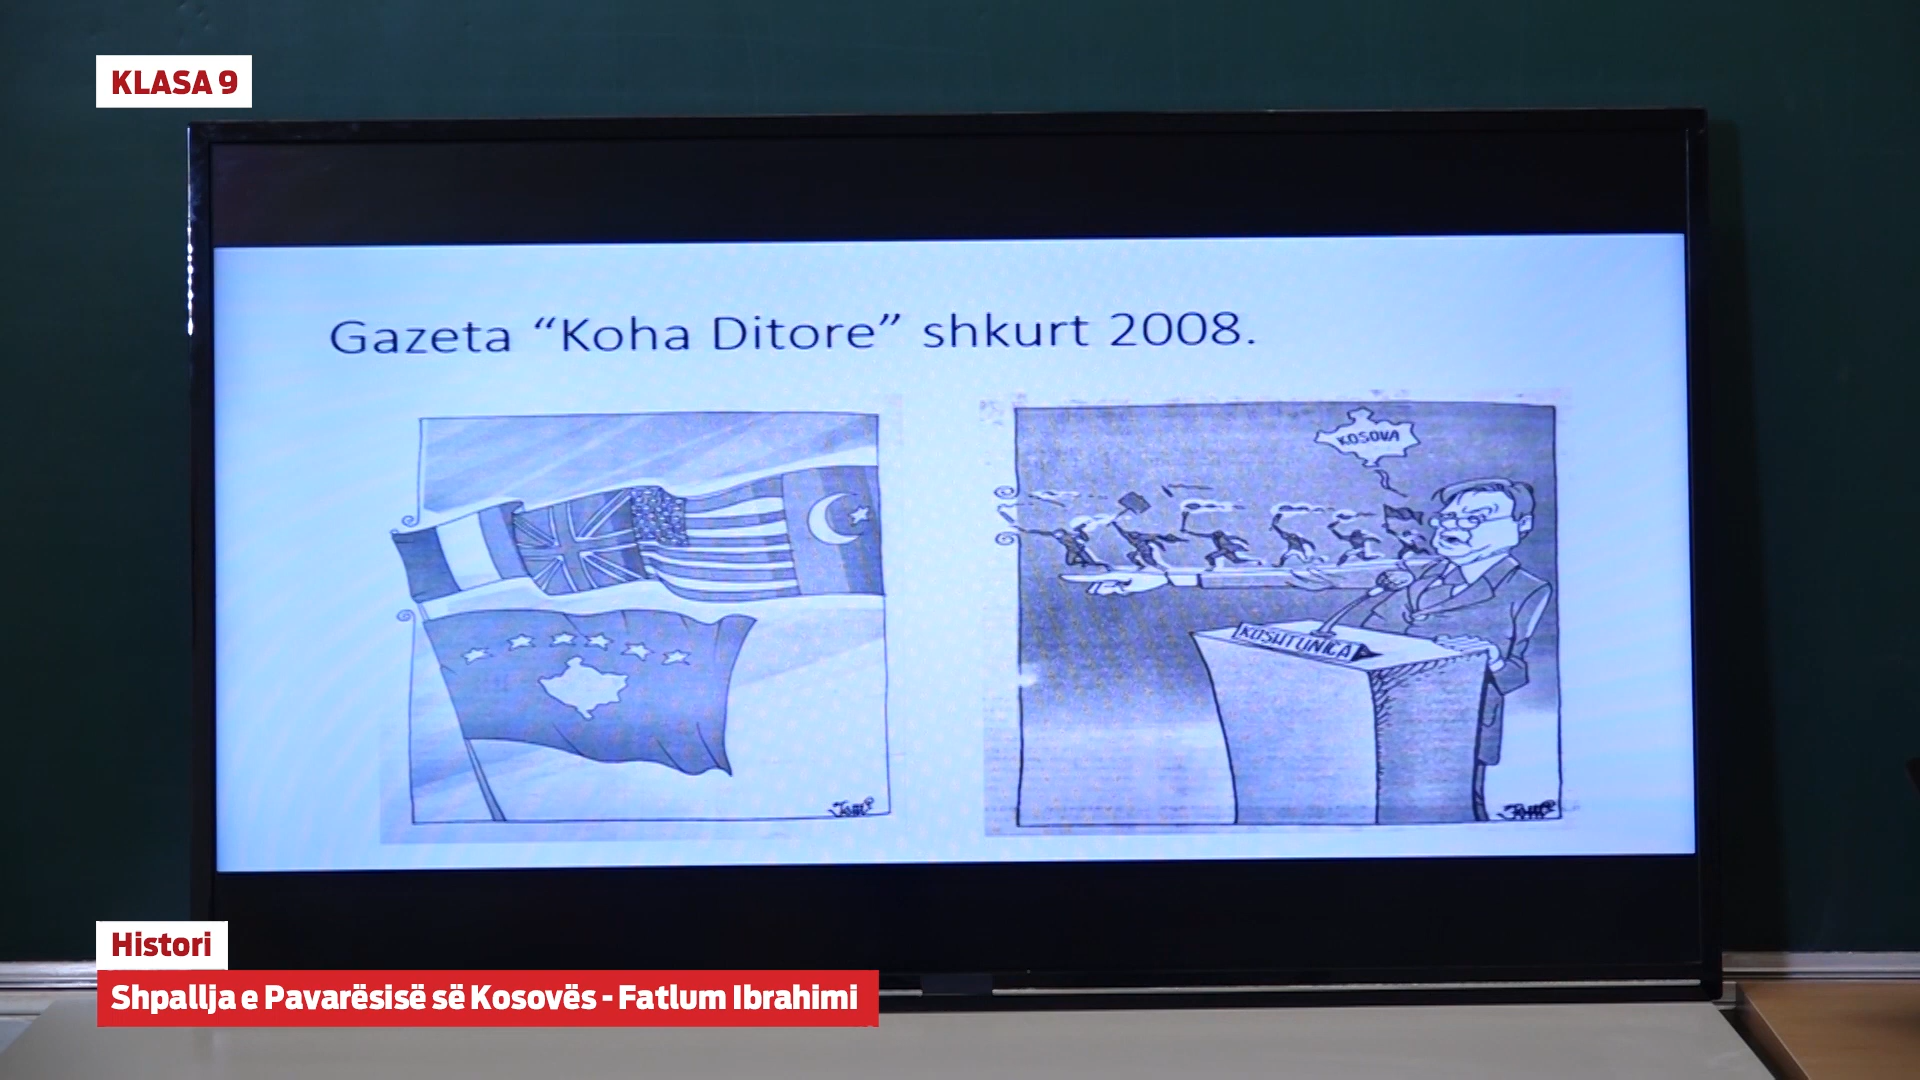 KLASA 9
Gazeta “Koha Ditore” shkurt 2008.
KOSOVA
KOSHTUNICA
Histori
Shpallja e Pavarësisë së Kosovës - Fatlum Ibrahimi